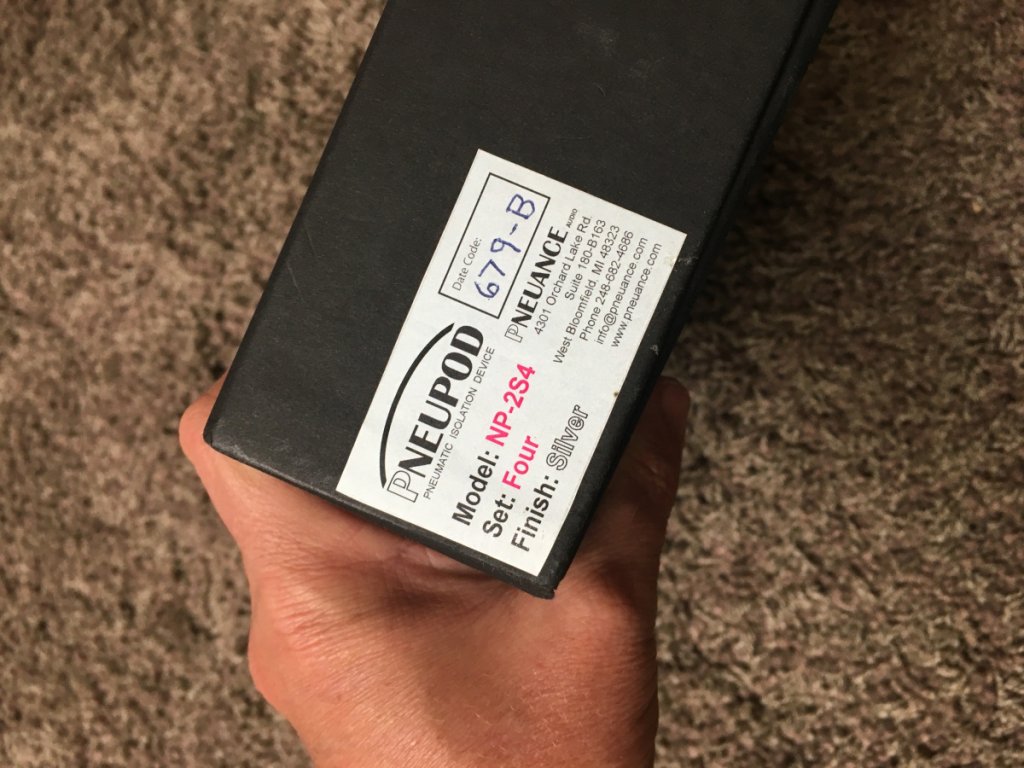 PNEUPOD
PNEUMATIC ISOLATION DEVICE
Date Code:
679-B
Model: NP-2S4
Set: Four
Finish: Silver
PNEUANCE AUDIO
4301 Orchard Lake Rd.
Suite 180-B163
West Bloomfield, MI 48323
Phone 248-682-4686
info@pneuance.com
www.pneuance.com